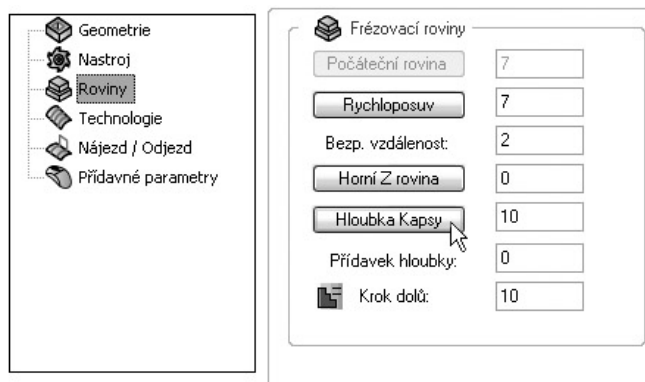 Geometrie
Nastroj
Roviny
Technologie
Nájezd / Odjezd
Přídavné parametry
Frézovací roviny
Počáteční rovina 7
Rychloposuv 7
Bezp. vzdálenost: 2
Horní Z rovina 0
Hloubka Kapsy 10
Přídavek hloubky: 0
Krok dolů: 10